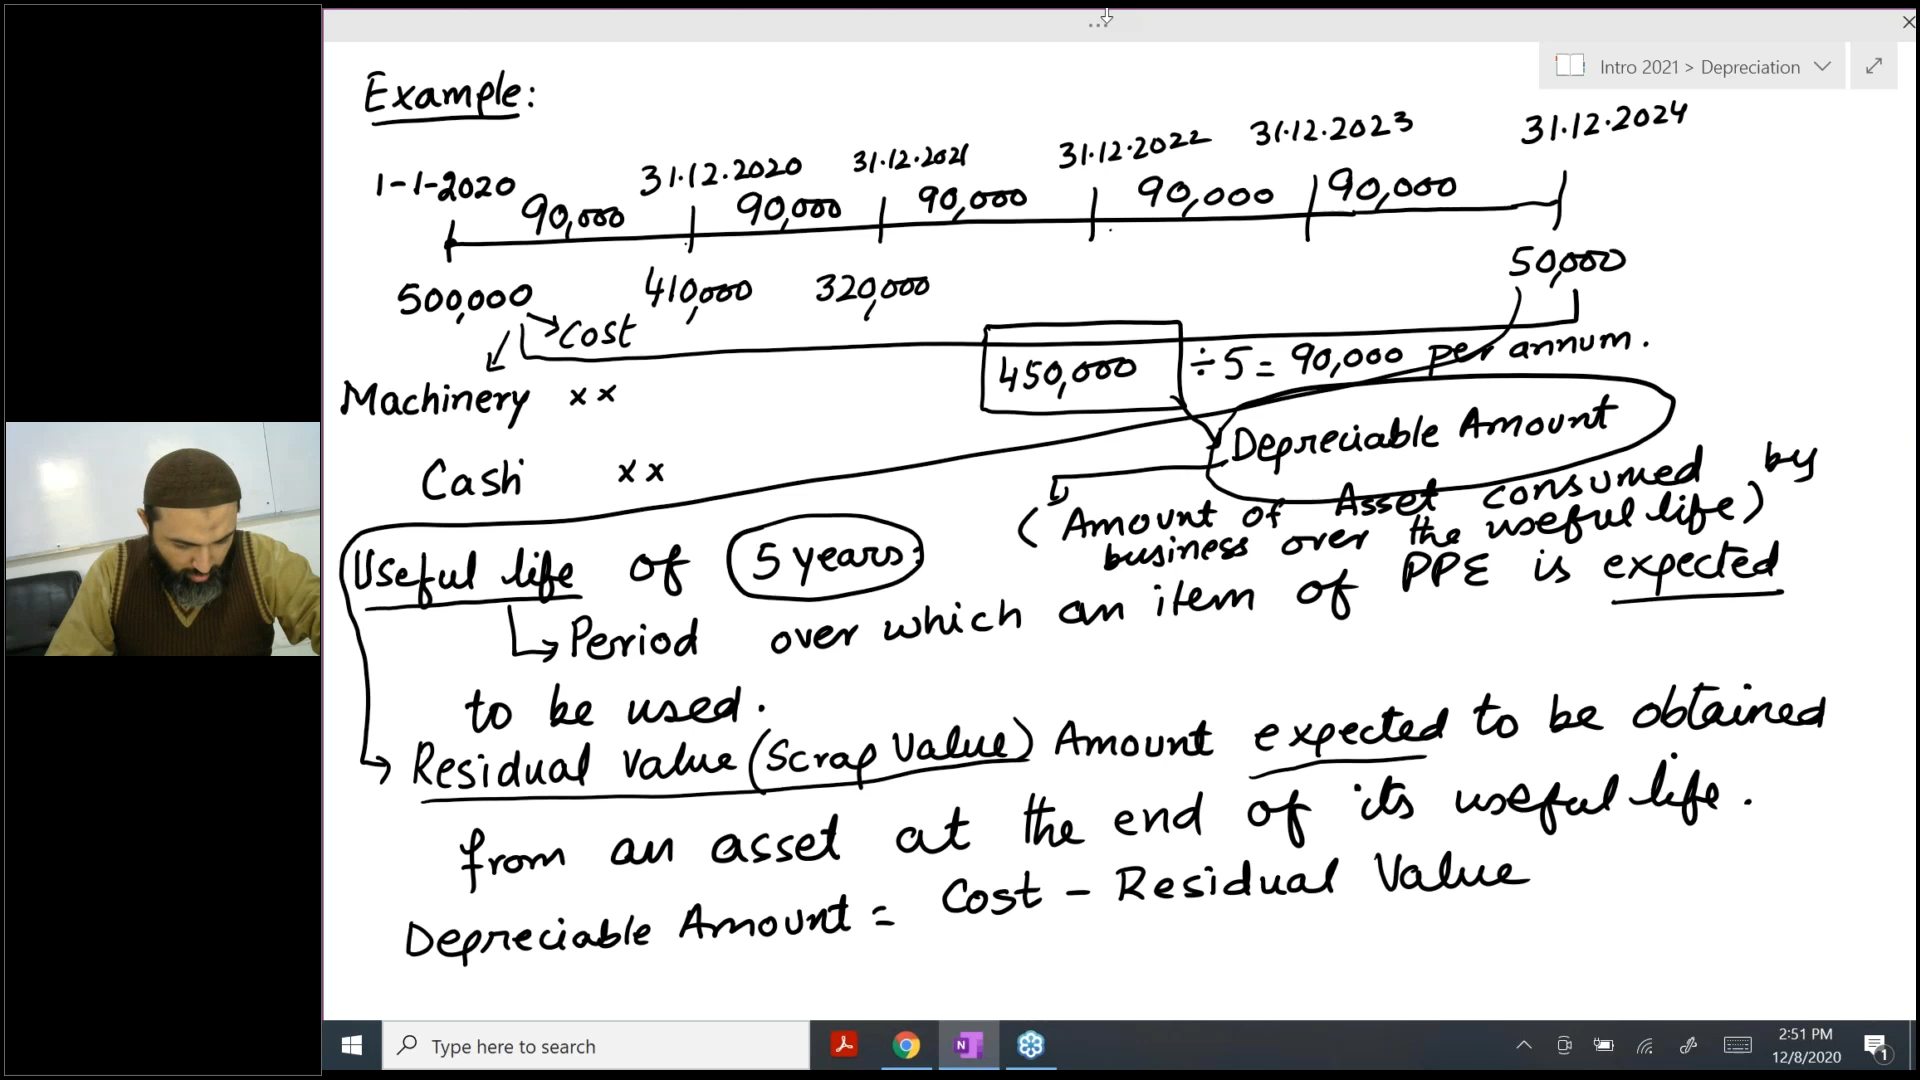 Intro 2021 > Depreciation
Example:
1-1-2020 31.12.2020 31.12.2021 31.12.2022 31.12.2023 31.12.2024
90,000 90,000 90,000 90,000 90,000
500,000 410,000 320,000 50,000
Cost
450,000 ÷ 5 = 90,000 per annum.
Machinery xx
Depreciable Amount
Cash xx
(Amount of Asset consumed by
business over the useful life)
Useful life of 5 years:
Period over which an item of PPE is expected
to be used.
Residual Value (Scrap Value) Amount expected to be obtained
from an asset at the end of its useful life.
Depreciable Amount = Cost - Residual Value
Type here to search
N
2:51 PM
12/8/2020
1